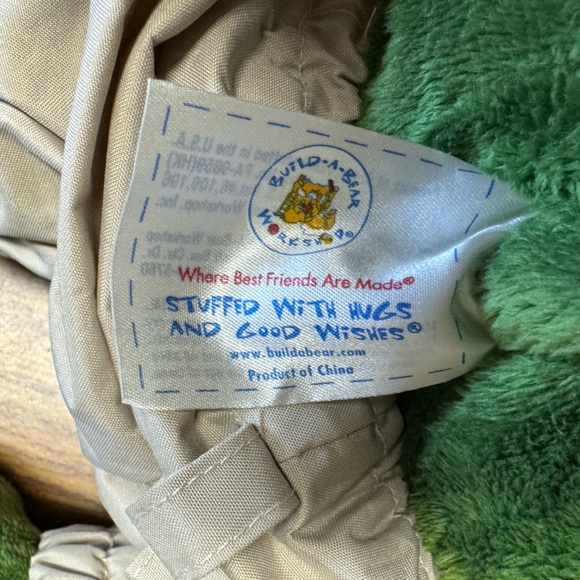 BUILD-A-BEAR
WORKSHOP®
Where Best Friends Are Made®
STUFFED WITH HUGS
AND GOOD WISHES®
www.buildabear.com
Product of China